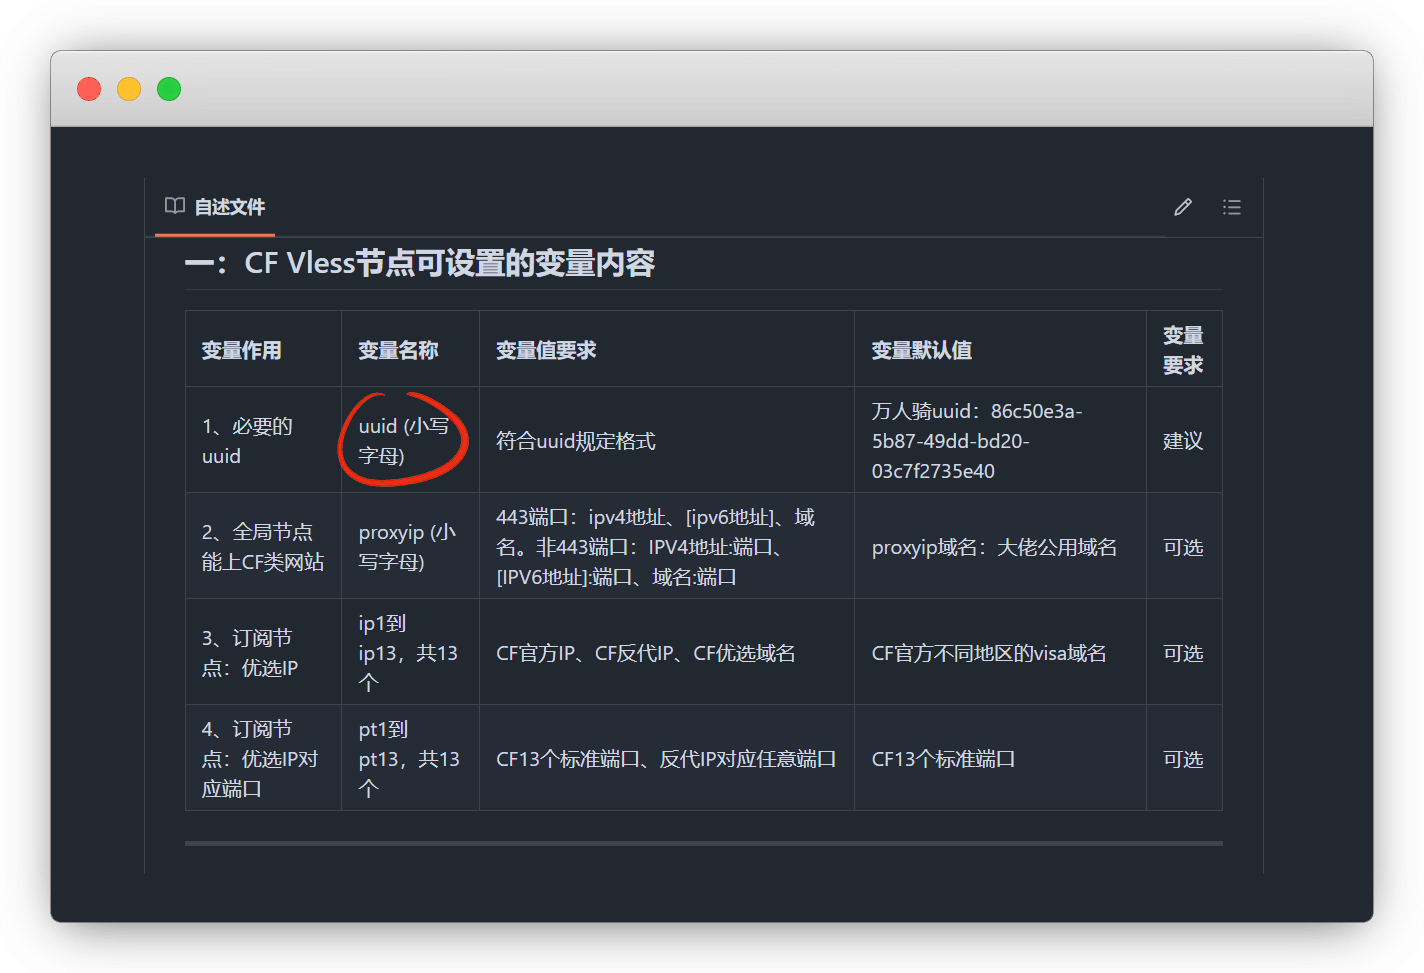 自述文件
一：CF Vless节点可设置的变量内容
变量作用
变量名称
变量值要求
变量默认值
变量
要求
1、必要的
uuid
uuid (小写
字母)
符合uuid规定格式
万人骑uuid：86c50e3a-
5b87-49dd-bd20-
03c7f2735e40
建议
2、全局节点
能上CF类网站
proxyip (小
写字母)
443端口：ipv4地址、[ipv6地址]、域
名。非443端口：IPV4地址:端口、
[IPV6地址]:端口、域名:端口
proxyip域名：大佬公用域名
可选
3、订阅节
点：优选IP
ip1到
ip13，共13
个
CF官方IP、CF反代IP、CF优选域名
CF官方不同地区的visa域名
可选
4、订阅节
点：优选IP对
应端口
pt1到
pt13，共13
个
CF13个标准端口、反代IP对应任意端口
CF13个标准端口
可选